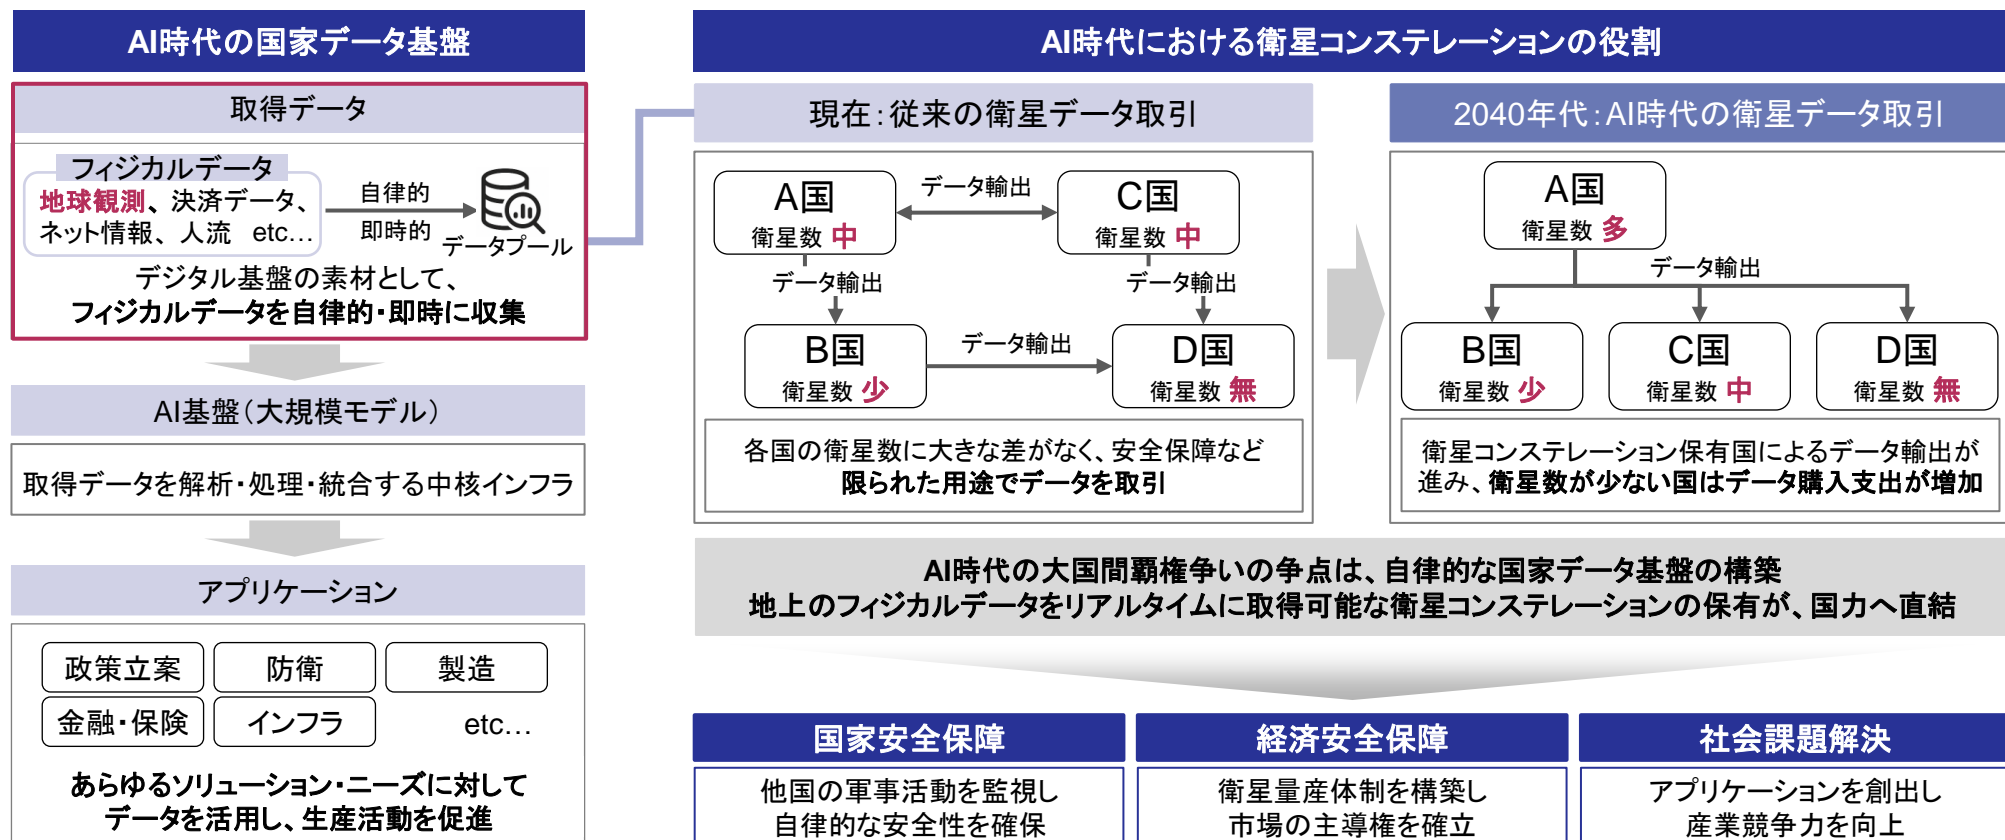 AI時代の国家データ基盤
取得データ
フィジカルデータ
地球観測、決済データ、
ネット情報、人流 etc…
自律的
即時的
データプール
デジタル基盤の素材として、
フィジカルデータを自律的・即時に収集
AI基盤（大規模モデル）
取得データを解析・処理・統合する中核インフラ
アプリケーション
政策立案
防衛
製造
金融・保険
インフラ
etc…
あらゆるソリューション・ニーズに対して
データを活用し、生産活動を促進
AI時代における衛星コンステレーションの役割
現在：従来の衛星データ取引
A国
衛星数 中
データ輸出
C国
衛星数 中
データ輸出
データ輸出
B国
衛星数 少
データ輸出
D国
衛星数 無
各国の衛星数に大きな差がなく、安全保障など
限られた用途でデータを取引
2040年代：AI時代の衛星データ取引
A国
衛星数 多
データ輸出
B国
衛星数 少
C国
衛星数 中
D国
衛星数 無
衛星コンステレーション保有国によるデータ輸出が
進み、衛星数が少ない国はデータ購入支出が増加
AI時代の大国間覇権争いの争点は、自律的な国家データ基盤の構築
地上のフィジカルデータをリアルタイムに取得可能な衛星コンステレーションの保有が、国力へ直結
国家安全保障
他国の軍事活動を監視し
自律的な安全性を確保
経済安全保障
衛星量産体制を構築し
市場の主導権を確立
社会課題解決
アプリケーションを創出し
産業競争力を向上